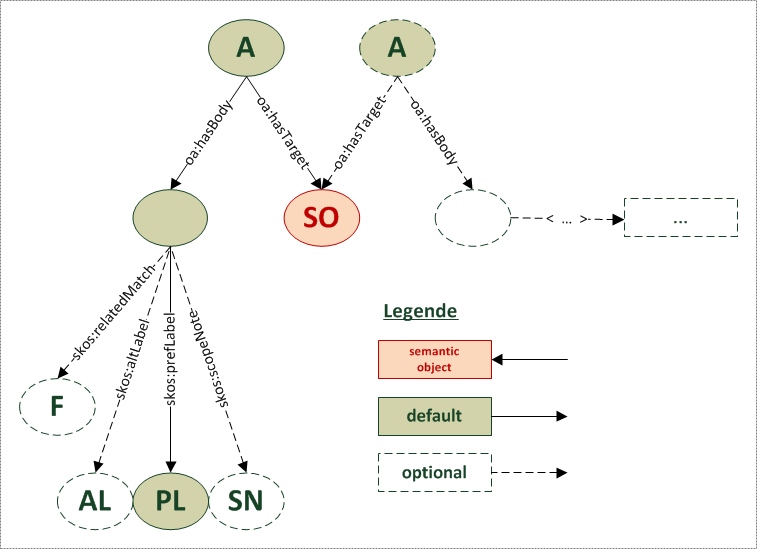 A
A
oa:hasBody
oa:hasTarget
oa:hasTarget
oa:hasBody
SO
< ... >
...
skos:relatedMatch
skos:altLabel
skos:prefLabel
skos:scopeNote
Legende
semantic
object
F
default
optional
AL
PL
SN